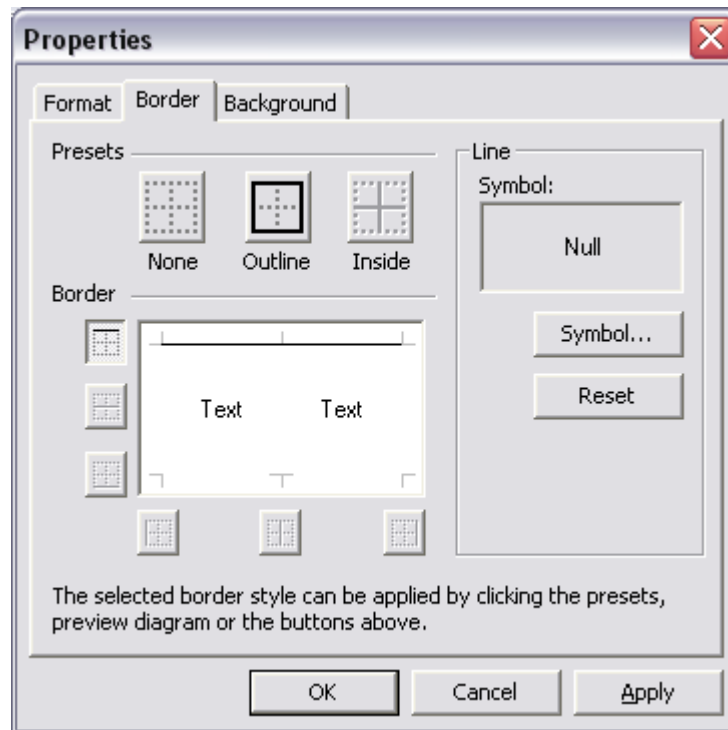 Properties
Format Border Background
Presets
None Outline Inside
Border
Text Text
Line
Symbol:
Null
Symbol...
Reset
The selected border style can be applied by clicking the presets,
preview diagram or the buttons above.
OK Cancel Apply